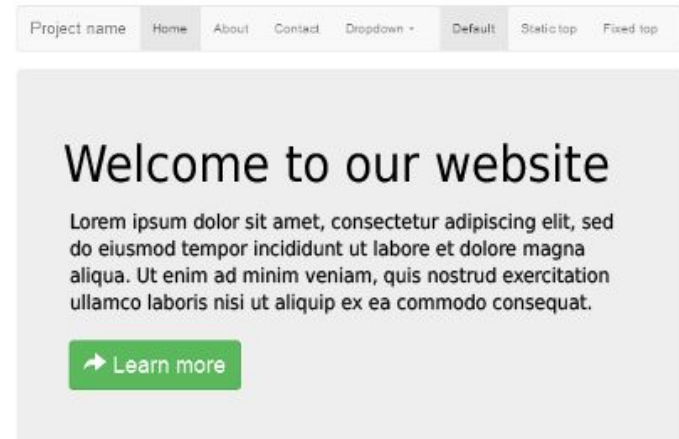 Project name Home About Contact Dropdown Default Static top Fixed top
Welcome to our website
Lorem ipsum dolor sit amet, consectetur adipiscing elit, sed
do eiusmod tempor incididunt ut labore et dolore magna
aliqua. Ut enim ad minim veniam, quis nostrud exercitation
ullamco laboris nisi ut aliquip ex ea commodo consequat.
Learn more